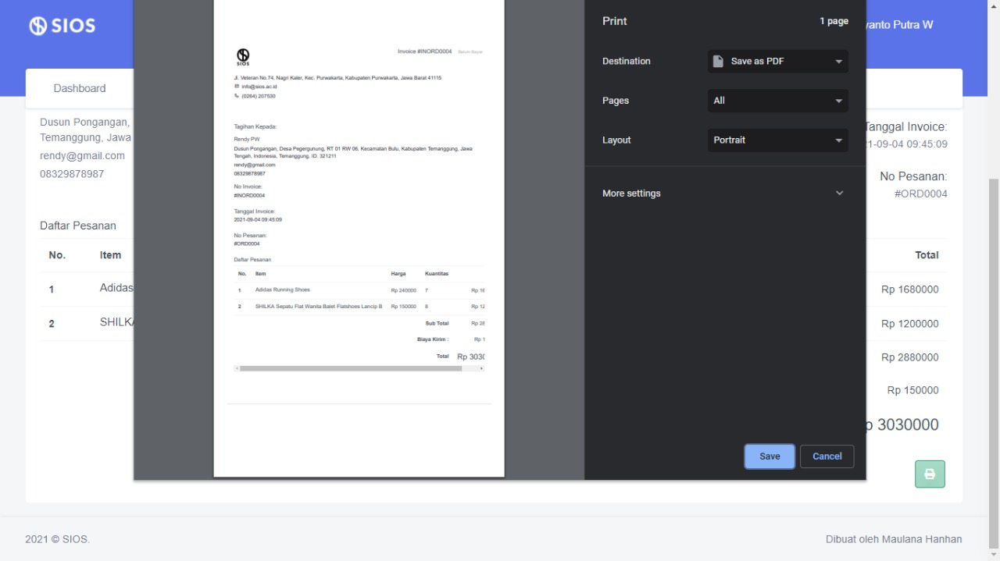 SIOS
yanto Putra W
Dashboard
Dusun Pongangan,
Temanggung, Jawa
rendy@gmail.com
08329878987
Daftar Pesanan
No. Item
1 Adidas
2 SHILKA
SIOS
Invoice #INORD0004 Belum Bayar
Jl. Veteran No.74, Nagri Kaler, Kec. Purwakarta, Kabupaten Purwakarta, Jawa Barat 41115
info@sios.ac.id
(0264) 207530
Tagihan Kepada:
Rendy PW
Dusun Pongangan, Desa Pegergunung, RT 01 RW 06, Kecamatan Bulu, Kabupaten Temanggung, Jawa
Tengah, Indonesia, Temanggung, ID. 321211
rendy@gmail.com
08329878987
No Invoice:
#INORD0004
Tanggal Invoice:
2021-09-04 09:45:09
No Pesanan:
#ORD0004
Daftar Pesanan
No. Item Harga Kuantitas
1 Adidas Running Shoes Rp 240000 7 Rp 16
2 SHILKA Sepatu Flat Wanita Balet Flatshoes Lancip B Rp 150000 8 Rp 12
Sub Total Rp 28
Biaya Kirim : Rp 1
Total Rp 3030
Print 1 page
Destination Save as PDF
Pages All
Layout Portrait
More settings
Save Cancel
Tanggal Invoice:
1-09-04 09:45:09
No Pesanan:
#ORD0004
Total
Rp 1680000
Rp 1200000
Rp 2880000
Rp 150000
p 3030000
2021 © SIOS. Dibuat oleh Maulana Hanhan